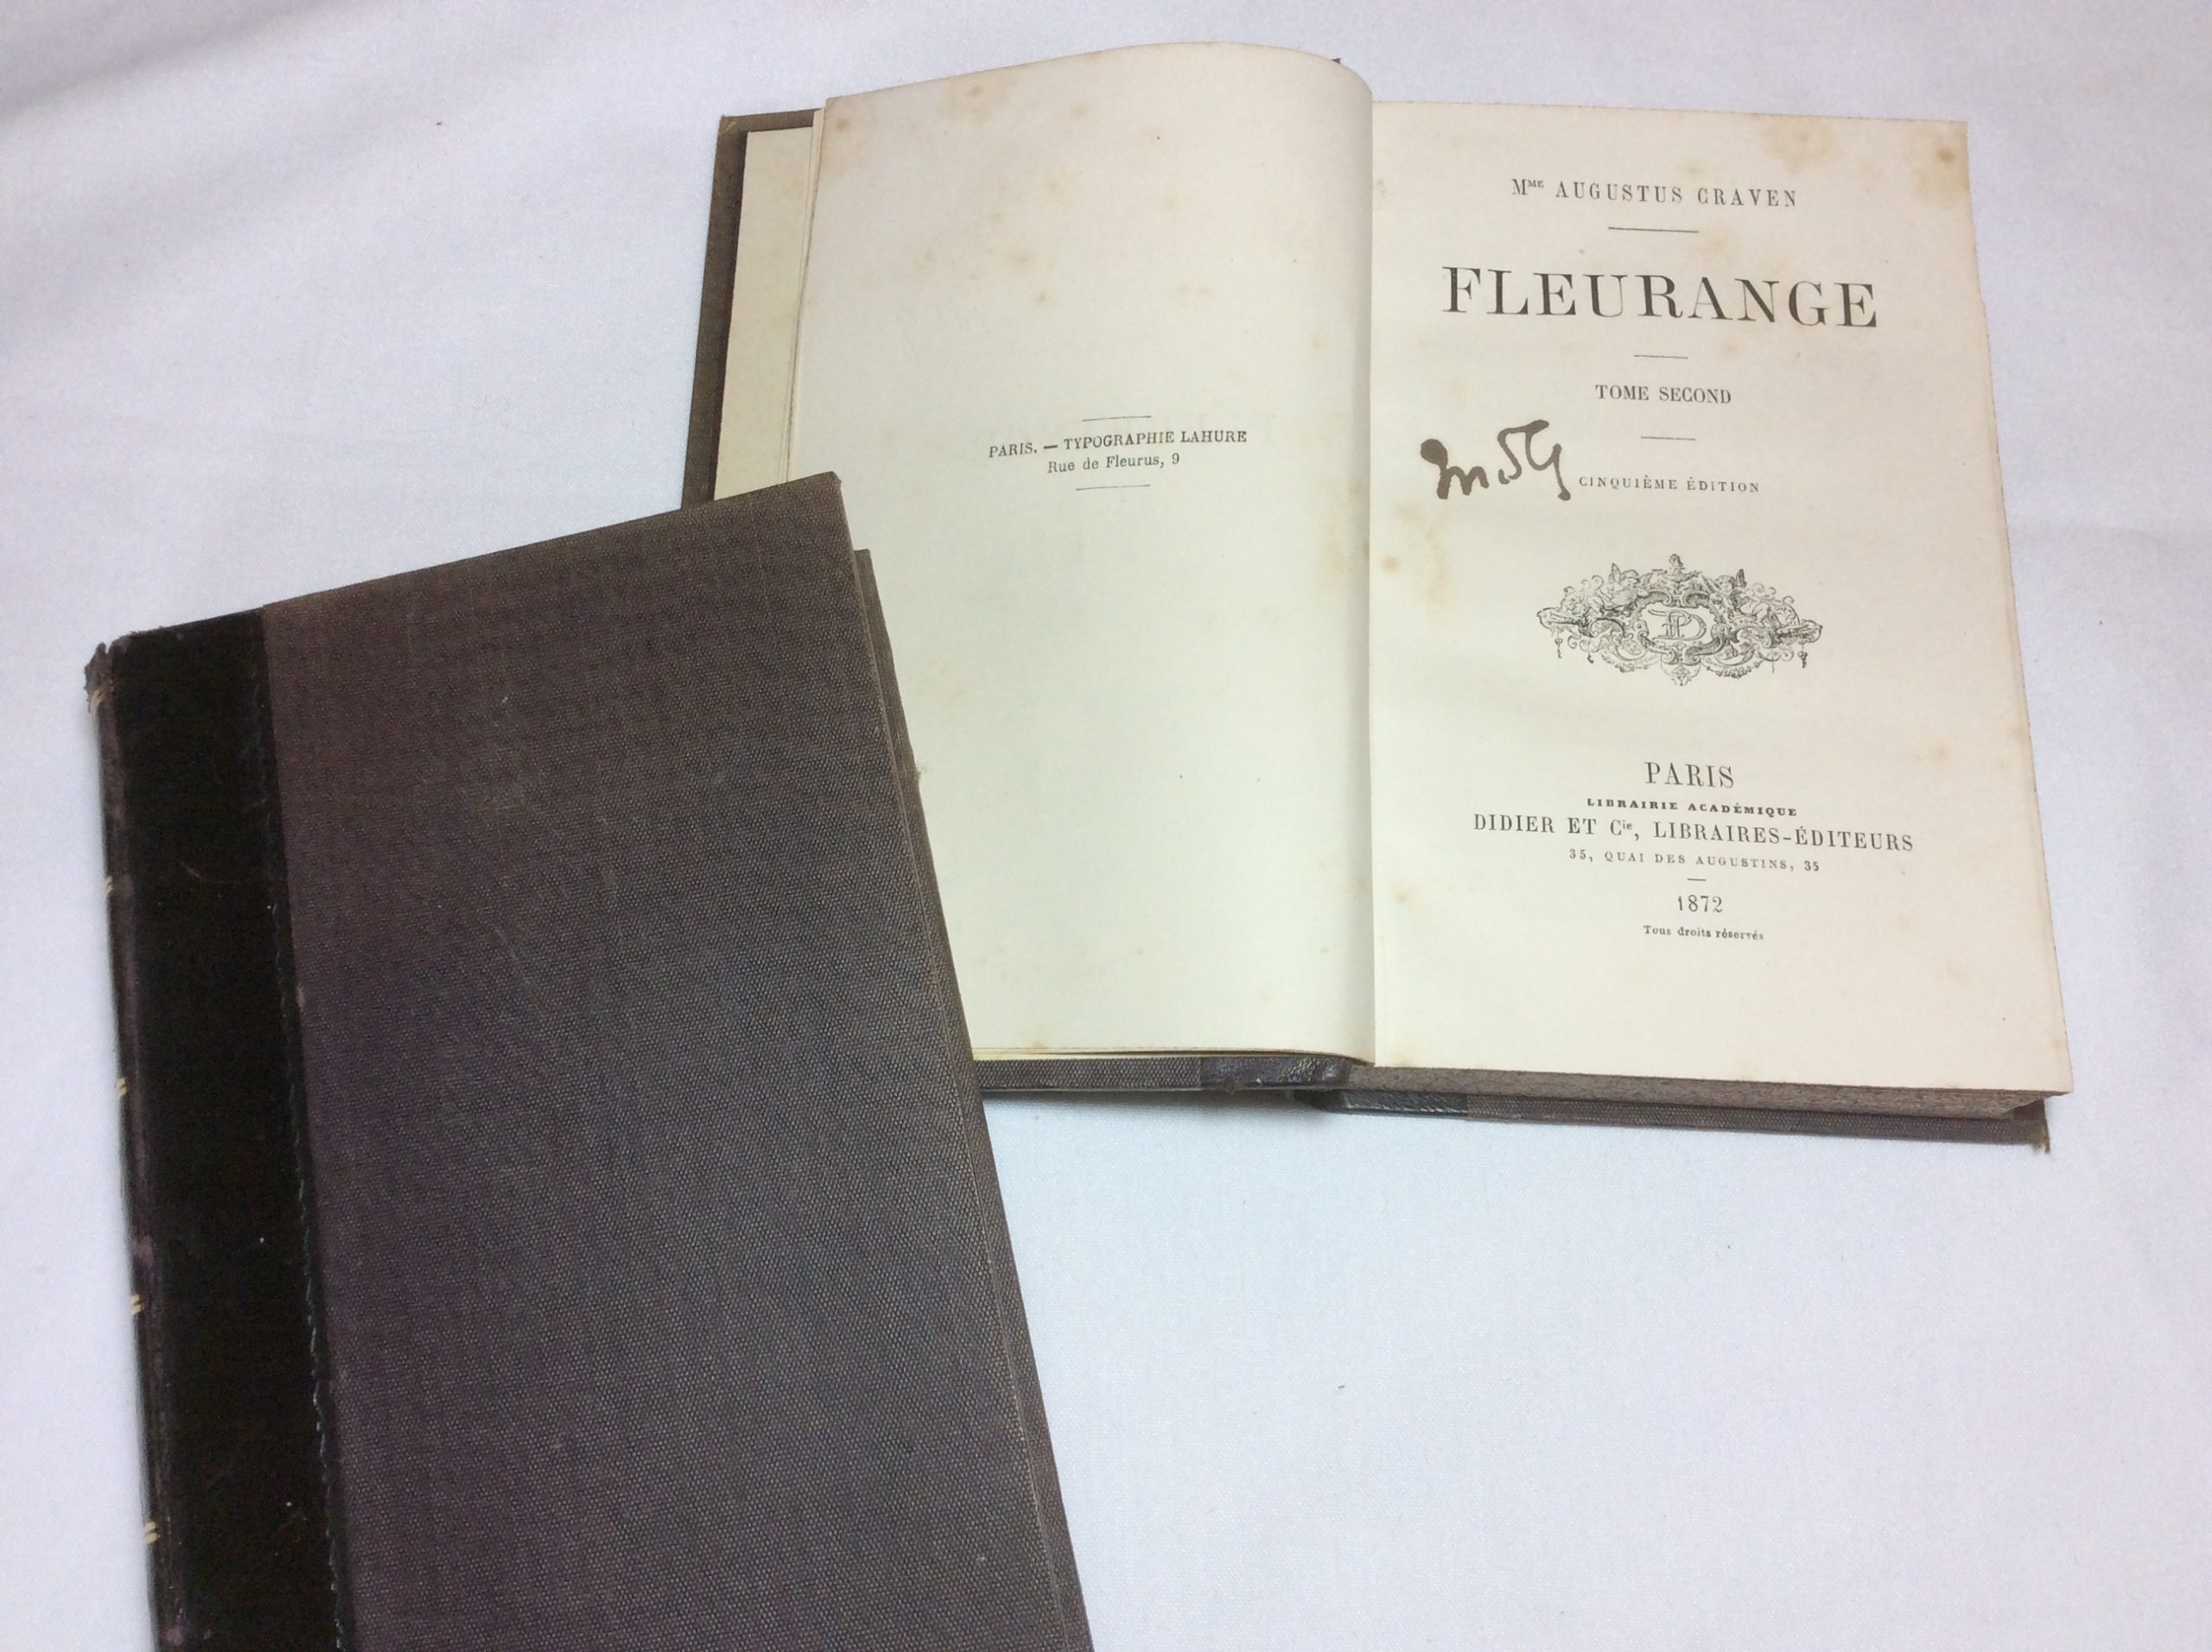 PARIS. — TYPOGRAPHIE LAHURE
Rue de Fleurus, 9
Mᴹᴱ AUGUSTUS CRAVEN
FLEURANGE
TOME SECOND
CINQUIÈME ÉDITION
PARIS
LIBRAIRIE ACADÉMIQUE
DIDIER ET Cⁱᵉ, LIBRAIRES-ÉDITEURS
35, QUAI DES AUGUSTINS, 35
1872
Tous droits réservés